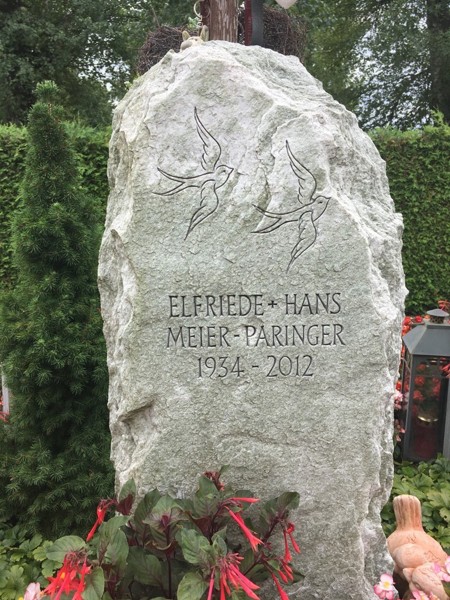 ELFRIEDE + HANS
MEIER-PARINGER
1934 - 2012